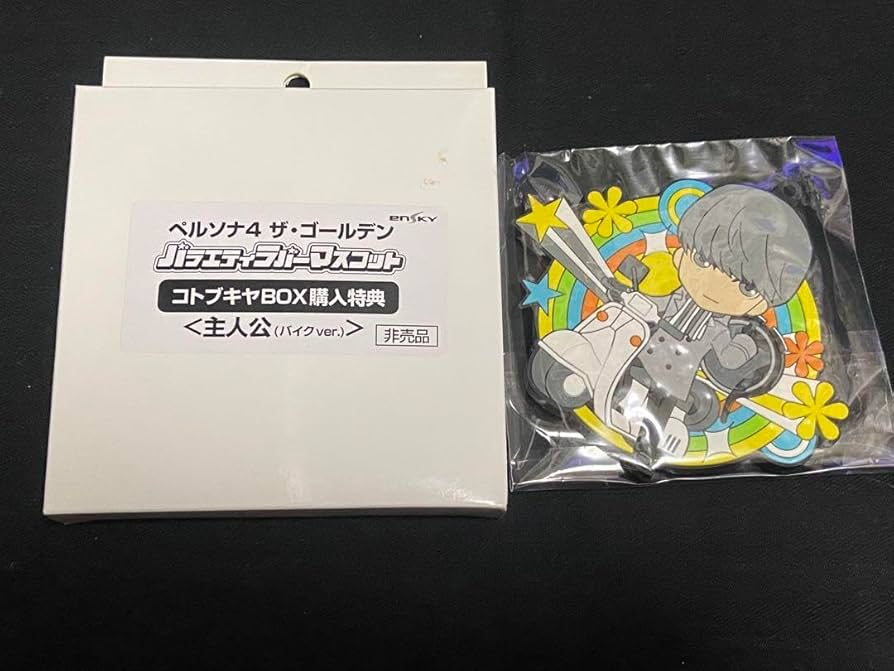 enSKY
ペルソナ4 ザ・ゴールデン
バラエティラバーマスコット
コトブキヤBOX購入特典
<主人公(バイクver.)>
非売品